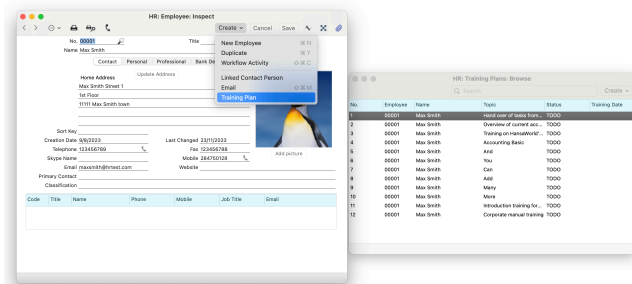 HR: Employee: Inspect
Create Cancel Save
No. 00001 Title
Name Max Smith
Contact Personal Professional Bank De
New Employee ⌘N
Duplicate ⌘Y
Workflow Activity ⇧⌘C
Linked Contact Person
Email ⇧⌘M
Training Plan
Home Address Update Address
Max Smith Street 1
1st Floor
11111 Max Smith town
Add picture
Sort Key
Creation Date 9/8/2023 Last Changed 23/11/2023
Telephone 123456789 Fax 123456788
Skype Name Mobile 284750128
Email maxsmith@hrtest.com Website
Primary Contact
Classification
Code Title Name Phone Mobile Job Title Email
HR: Training Plans: Browse
Search Create
No. Employee Name Topic Status Training Date
1 00001 Max Smith Hand over of tasks from... TODO
2 00001 Max Smith Overview of current acc... TODO
3 00001 Max Smith Training on HansaWorld'... TODO
4 00001 Max Smith Accounting Basic TODO
5 00001 Max Smith And TODO
6 00001 Max Smith You TODO
7 00001 Max Smith Can TODO
8 00001 Max Smith Add TODO
9 00001 Max Smith Many TODO
10 00001 Max Smith More TODO
11 00001 Max Smith Introduction training for... TODO
12 00001 Max Smith Corporate manual training TODO